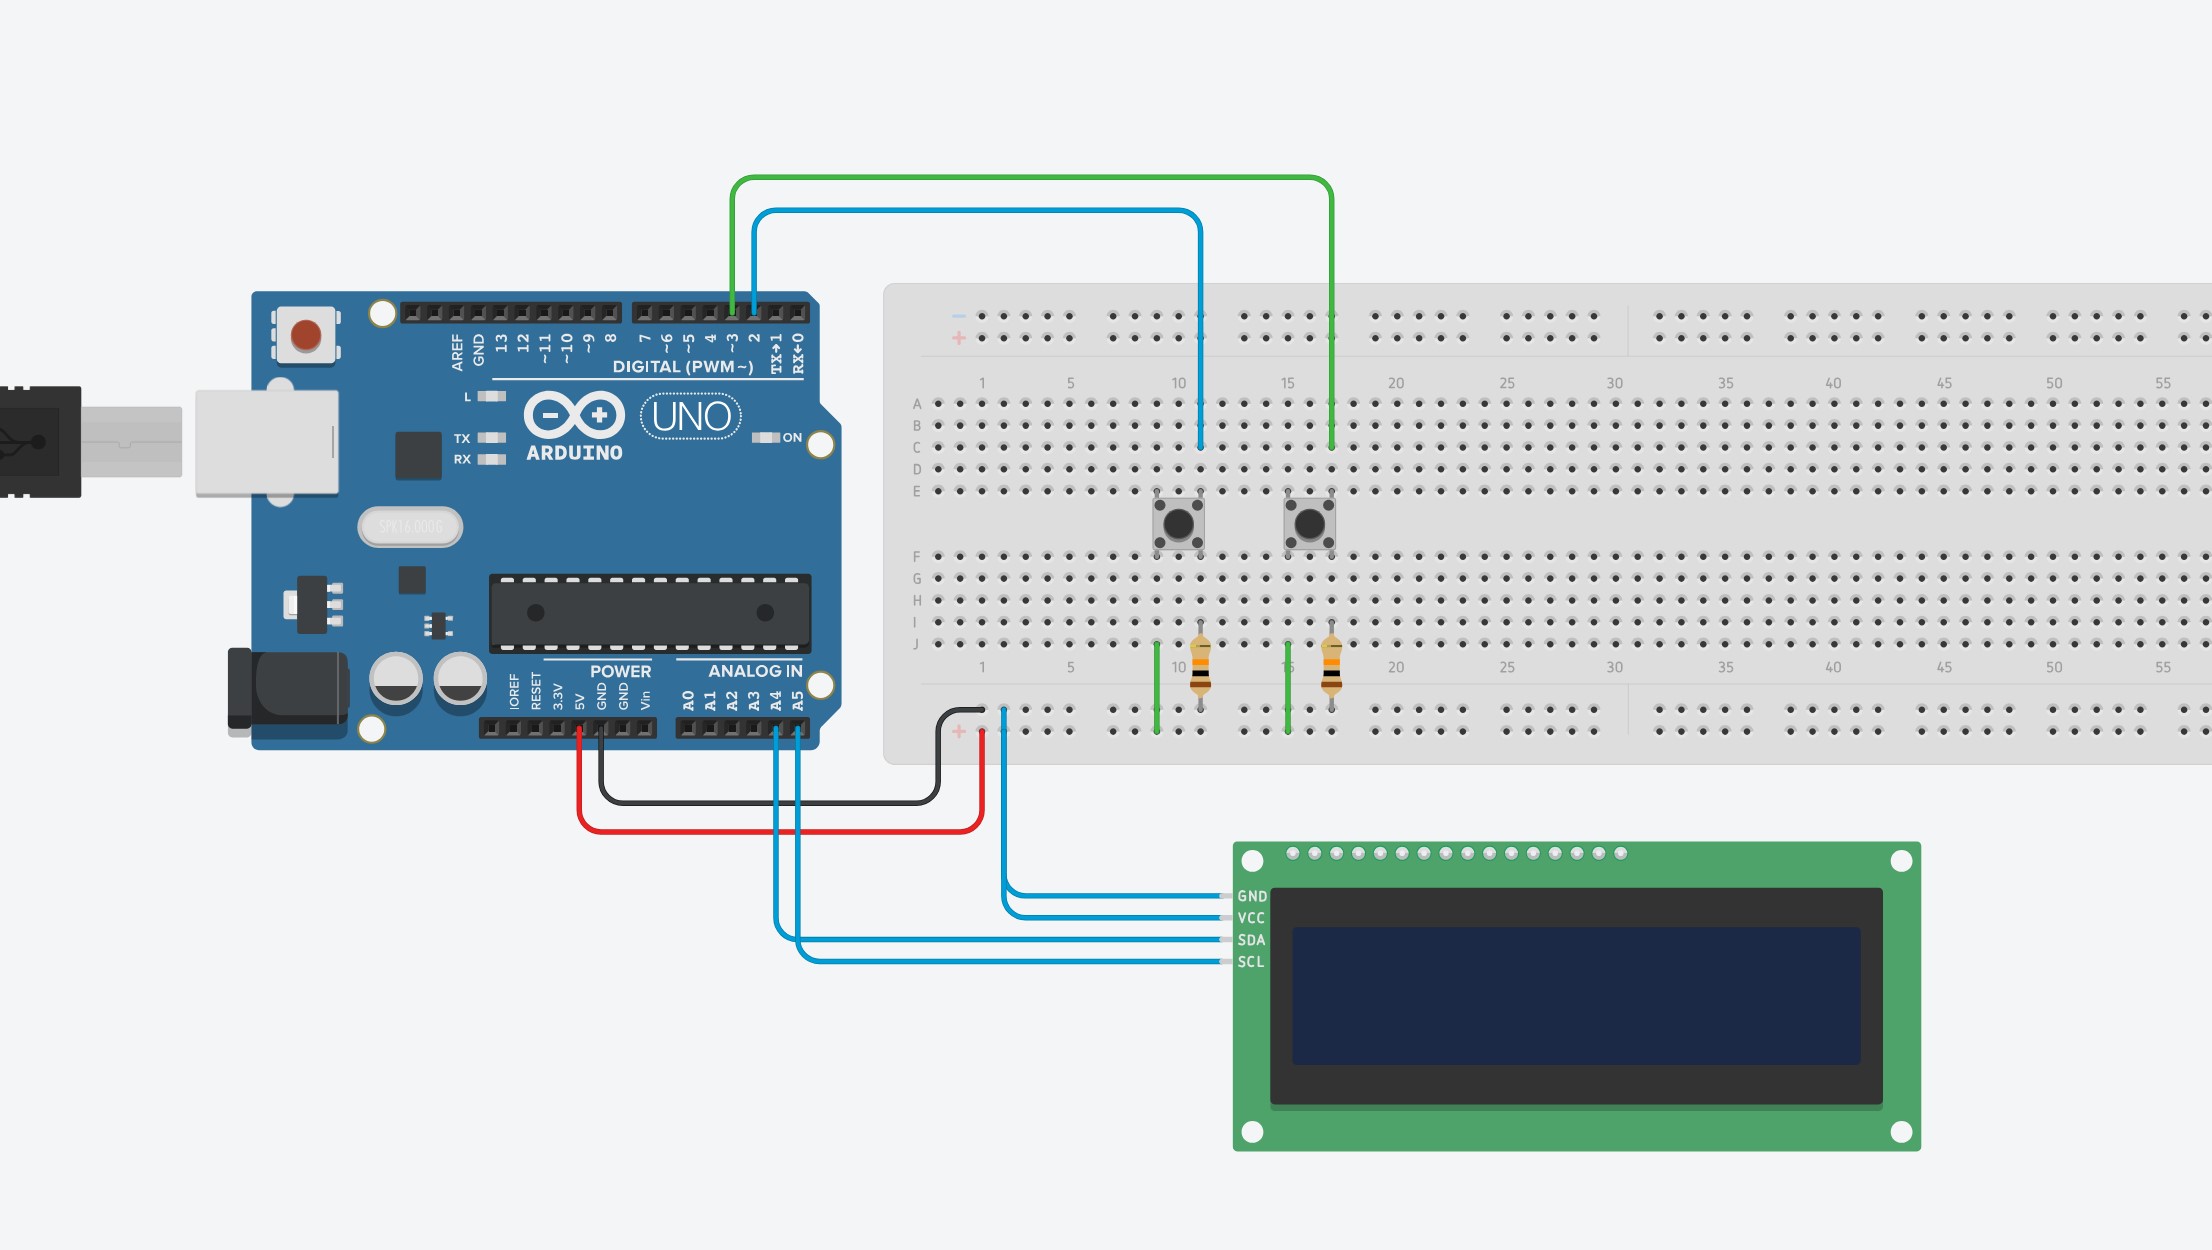 AREF
GND
13
12
~11
~10
~9
8
7
~6
~5
4
~3
2
TX→1
RX←0
DIGITAL (PWM~)
L
TX
RX
UNO
ARDUINO
ON
SPK16.000G
POWER
ANALOG IN
IOREF
RESET
3.3V
5V
GND
GND
Vin
A0
A1
A2
A3
A4
A5
− 
+
1 5 10 15 20 25 30 35 40 45 50 55
A
B
C
D
E
F
G
H
I
J
1 5 10 15 20 25 30 35 40 45 50 55
+
GND
VCC
SDA
SCL